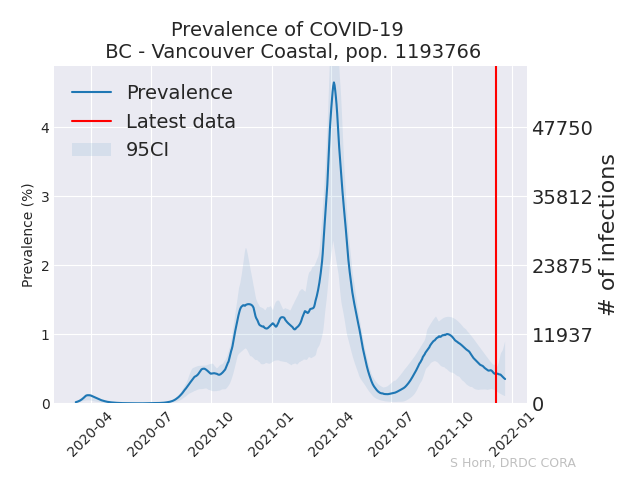 Prevalence of COVID-19
BC - Vancouver Coastal, pop. 1193766
Prevalence
Latest data
95CI
Prevalence (%)
4
3
2
1
0
47750
35812
23875
11937
0
# of infections
2020-04
2020-07
2020-10
2021-01
2021-04
2021-07
2021-10
2022-01
S Horn, DRDC CORA